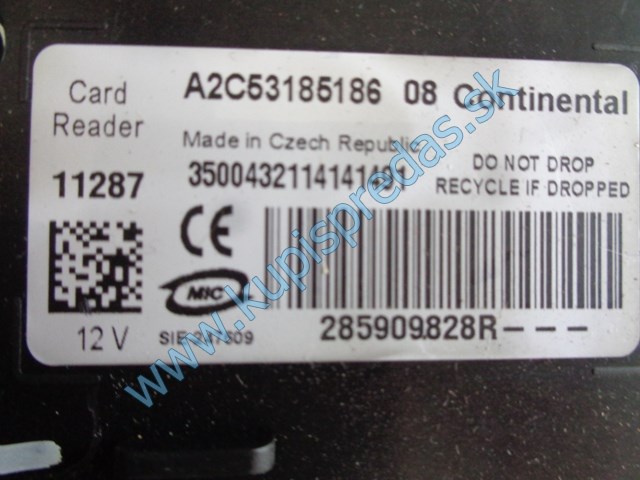 Card Reader
A2C53185186 08 Continental
Made in Czech Republic
11287
DO NOT DROP
RECYCLE IF DROPPED
CE
MIC
12 V
285909828R---
www.kupispredas.sk